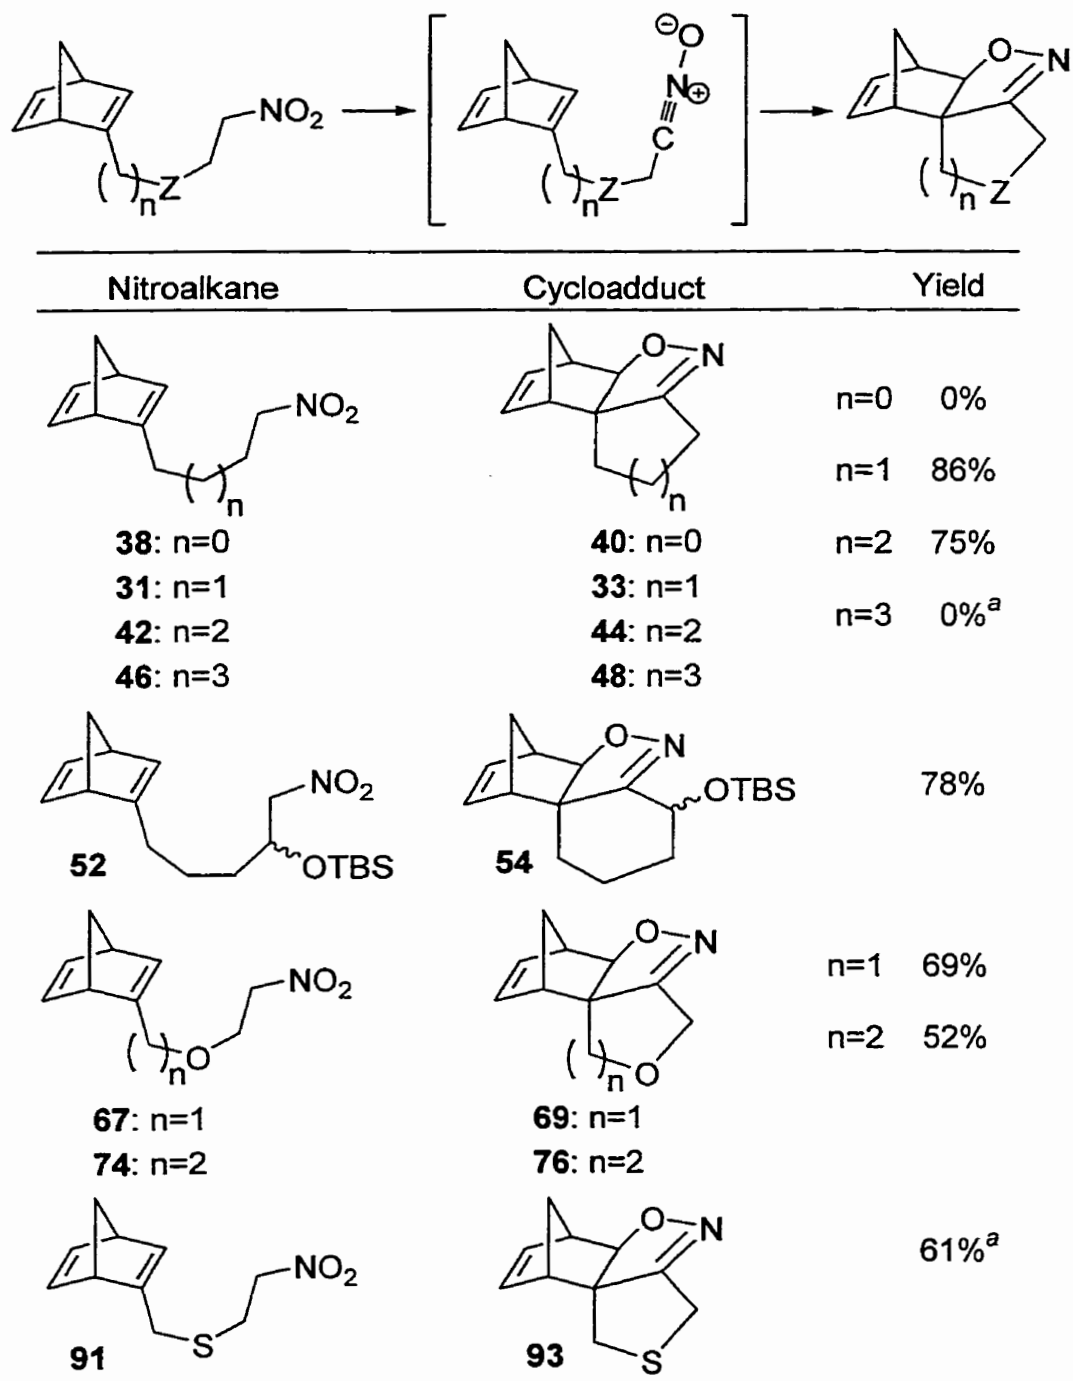 NO₂
⊖O
N⊕
C
O N
( )n Z
( )n Z
( )n Z
Nitroalkane Cycloadduct Yield
O N
NO₂
n=0 0%
n=1 86%
( )n
( )n
38: n=0 40: n=0 n=2 75%
31: n=1 33: n=1
n=3 0%ᵃ
42: n=2 44: n=2
46: n=3 48: n=3
O N
NO₂ OTBS 78%
52 OTBS 54
O N
NO₂ n=1 69%
n=2 52%
( )n O ( )n O
67: n=1 69: n=1
74: n=2 76: n=2
O N
NO₂ 61%ᵃ
S S
91 93